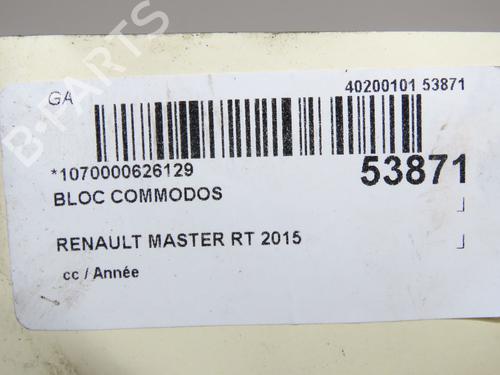 B-PARTS
GA
40200101 53871
*1070000626129
53871
BLOC COMMODOS
RENAULT MASTER RT 2015
cc / Année